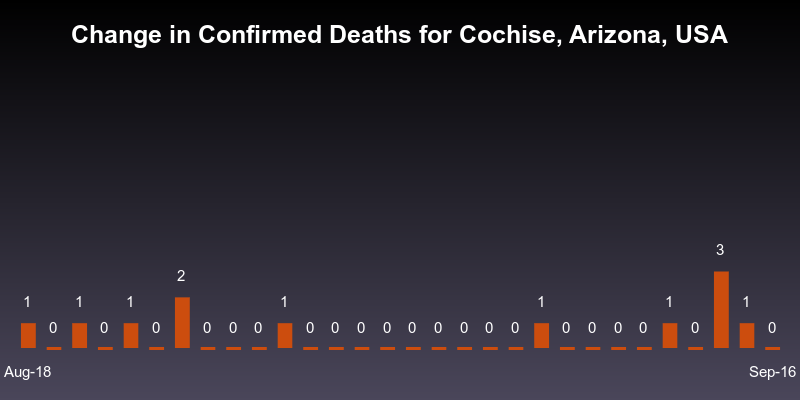 Change in Confirmed Deaths for Cochise, Arizona, USA
3
2
1 1 1 1 1 1 1
0 0 0 0 0 0 0 0 0 0 0 0 0 0 0 0 0 0 0 0 0
Aug-18 Sep-16